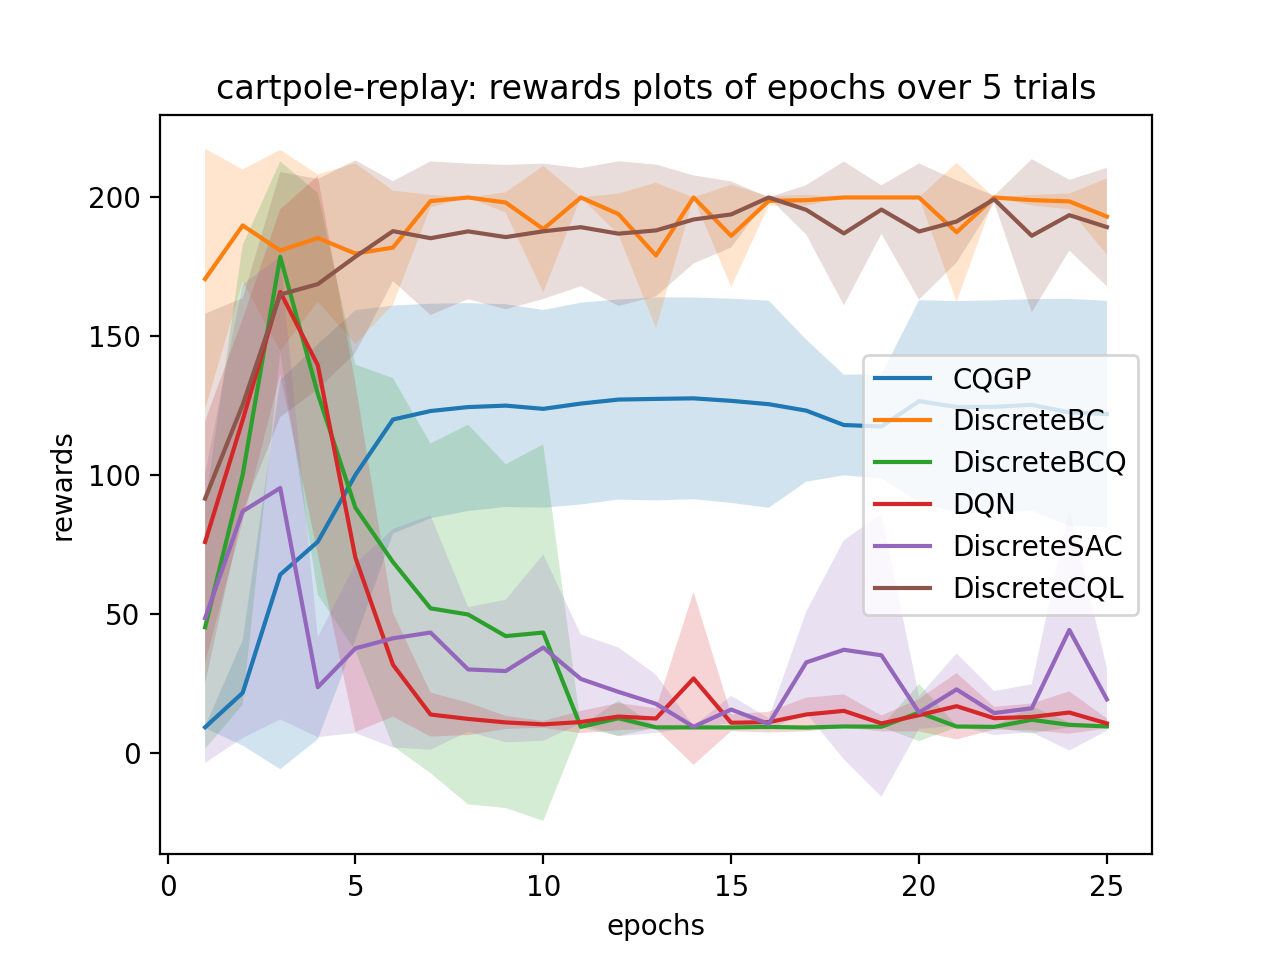 cartpole-replay: rewards plots of epochs over 5 trials
rewards
200
150
100
50
0
CQGP
DiscreteBC
DiscreteBCQ
DQN
DiscreteSAC
DiscreteCQL
0 5 10 15 20 25
epochs